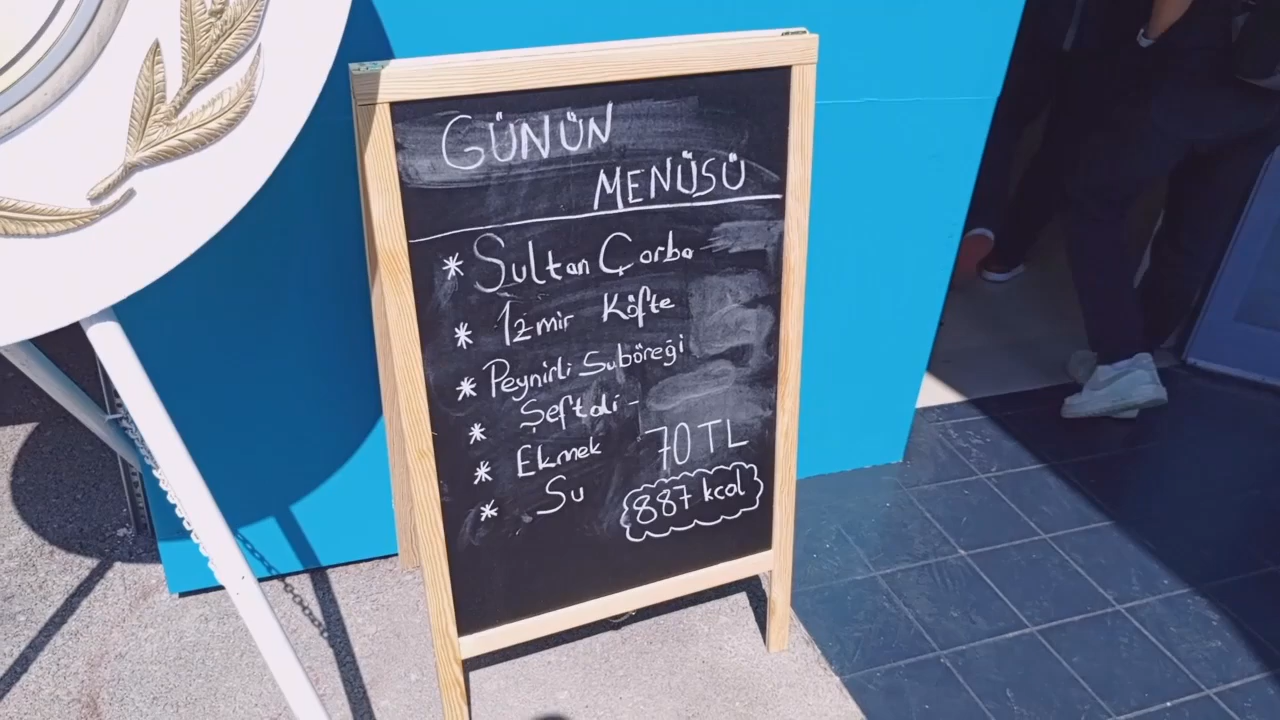 GÜNÜN
MENÜSÜ
* Sultan Çorba
* İzmir Köfte
* Peynirli Suböreği
* Şeftali -
* Ekmek
* Su
70 TL
887 kcal